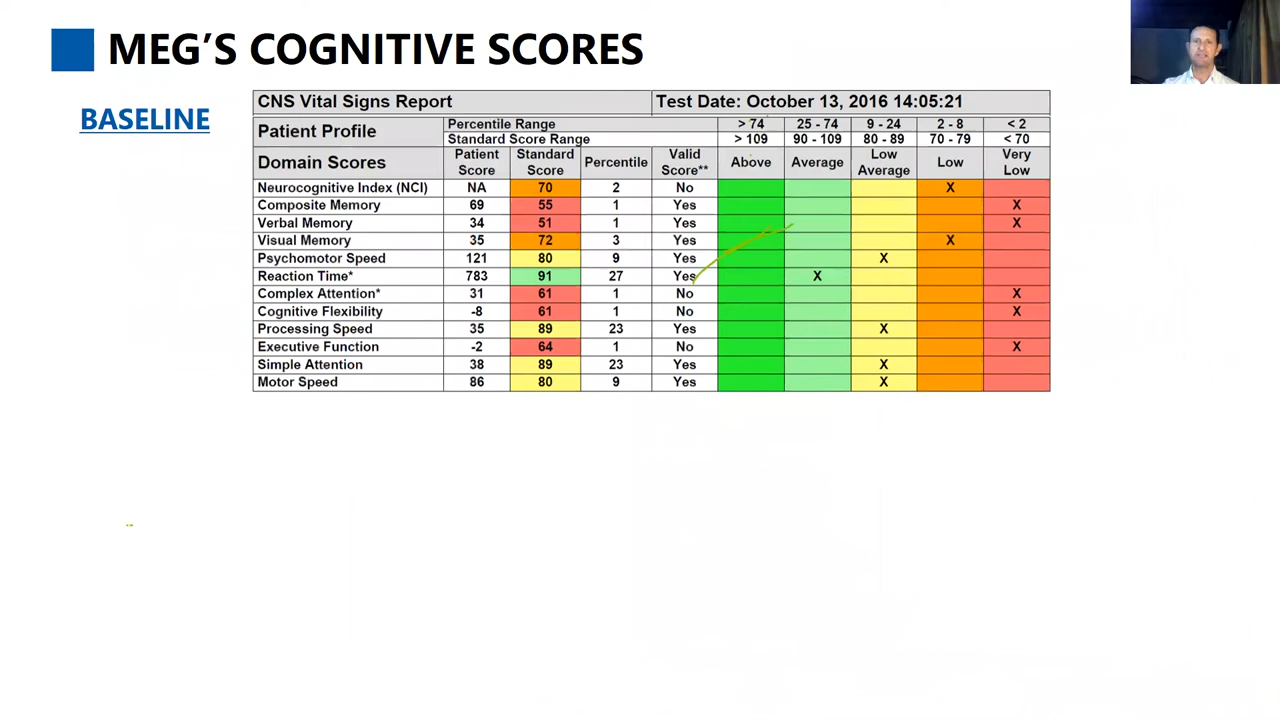 MEG’S COGNITIVE SCORES
BASELINE
CNS Vital Signs Report Test Date: October 13, 2016 14:05:21
Patient Profile Percentile Range > 74 25 - 74 9 - 24 2 - 8 < 2
Standard Score Range > 109 90 - 109 80 - 89 70 - 79 < 70
Domain Scores Patient Score Standard Score Percentile Valid Score** Above Average Low Average Low Very Low
Neurocognitive Index (NCI) NA 70 2 No X
Composite Memory 69 55 1 Yes X
Verbal Memory 34 51 1 Yes X
Visual Memory 35 72 3 Yes X
Psychomotor Speed 121 80 9 Yes X
Reaction Time* 783 91 27 Yes X
Complex Attention* 31 61 1 No X
Cognitive Flexibility -8 61 1 No X
Processing Speed 35 89 23 Yes X
Executive Function -2 64 1 No X
Simple Attention 38 89 23 Yes X
Motor Speed 86 80 9 Yes X